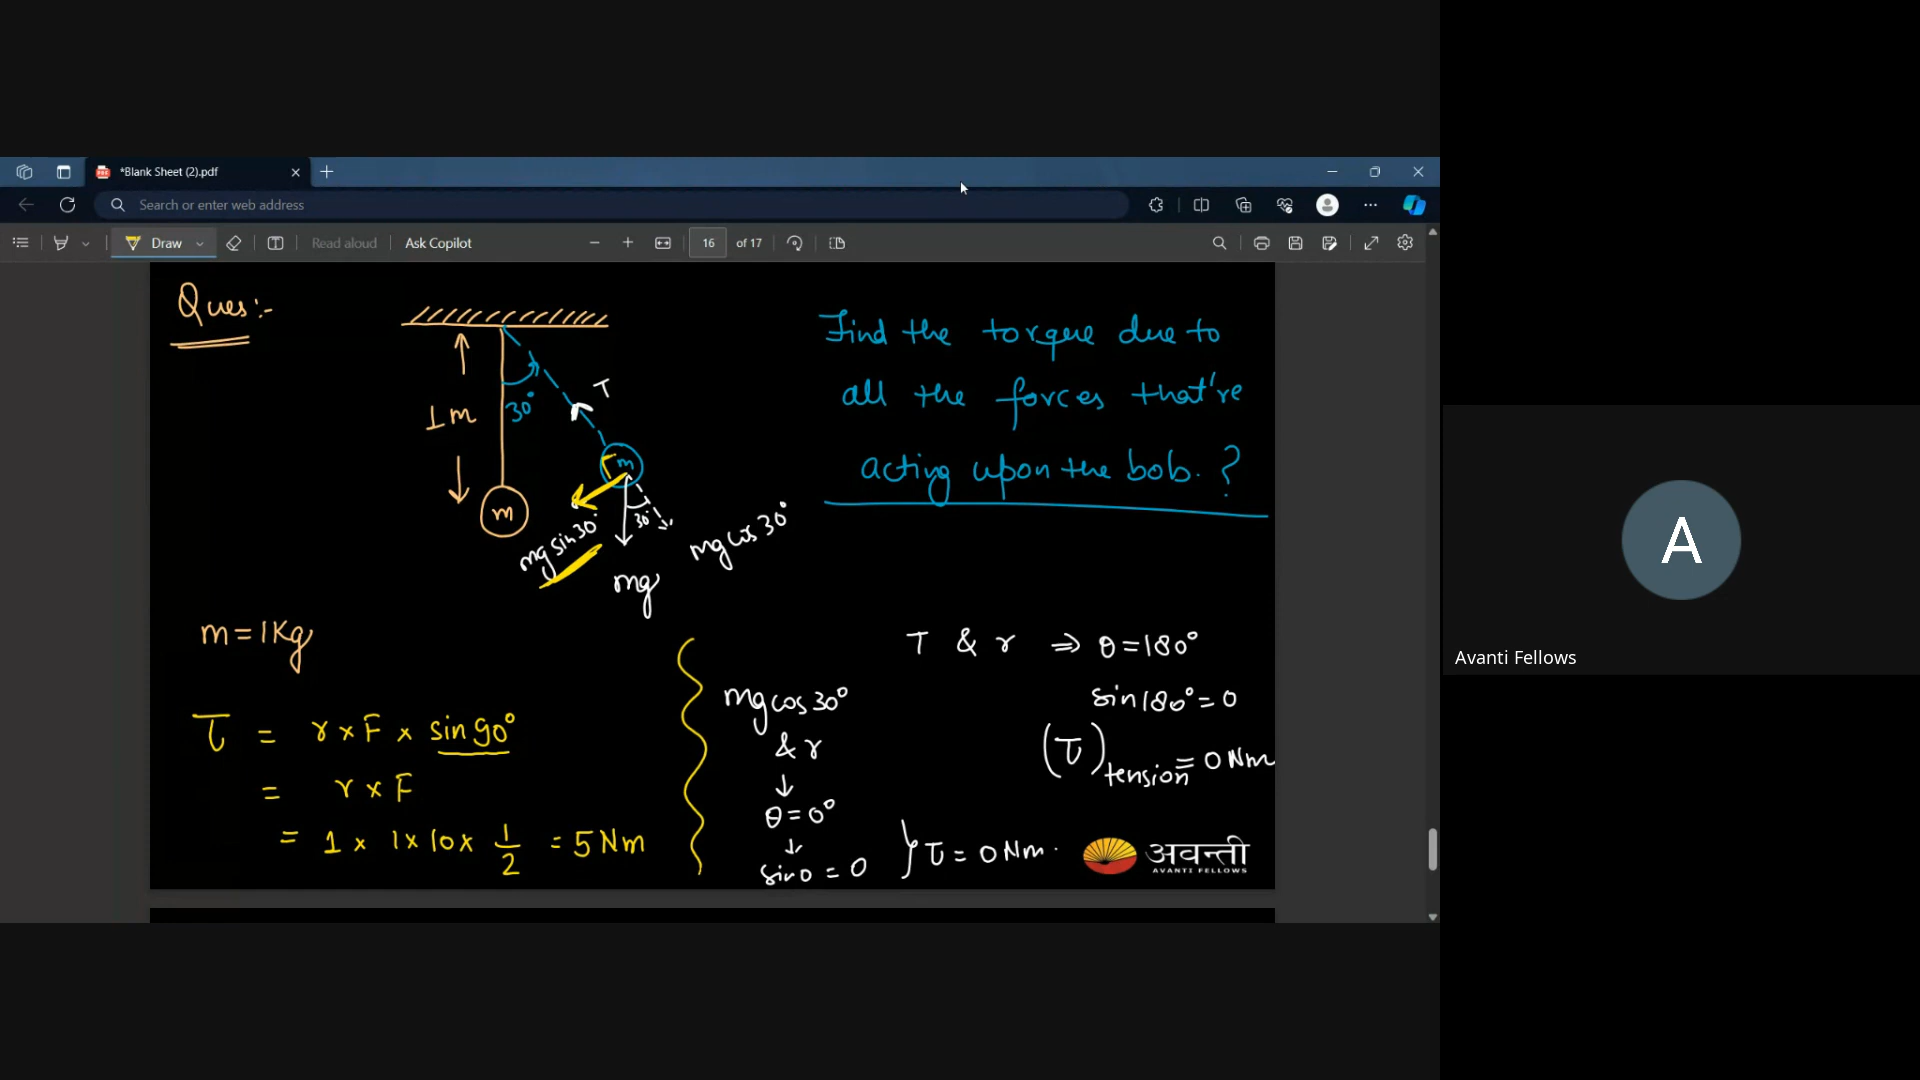 *Blank Sheet (2).pdf
Search or enter web address
Draw
Read aloud
Ask Copilot
16 of 17
Ques:-
Find the torque due to
all the forces that're
acting upon the bob. ?
1m
30°
T
m
m
30°
mg sin30°
mg
mg cos 30°
m = 1 Kg
τ = r × F × sin 90°
= r × F
= 1 × 1 × 10 × 1/2 = 5 Nm
mg cos 30°
& r
↓
θ = 0°
↓
sin 0 = 0
} τ = 0 Nm.
T & r ⇒ θ = 180°
sin 180° = 0
(τ)tension = 0 Nm
अवन्ती
AVANTI FELLOWS
A
Avanti Fellows